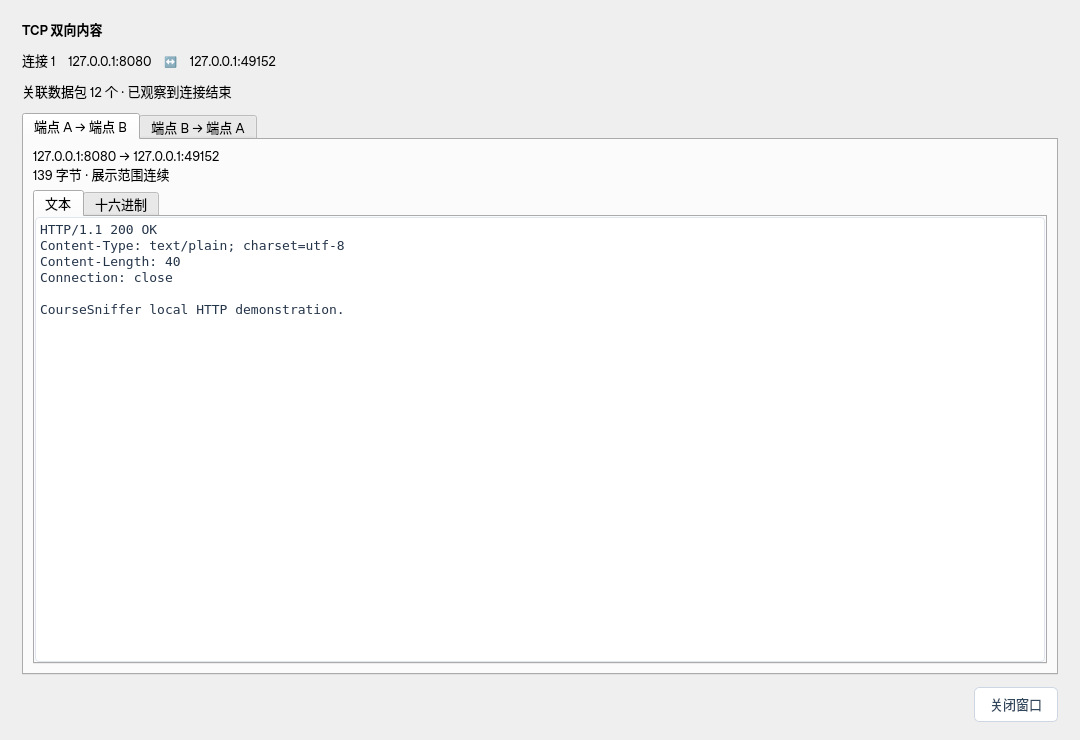 TCP 双向内容
连接 1 127.0.0.1:8080 ↔ 127.0.0.1:49152
关联数据包 12 个 · 已观察到连接结束
端点 A → 端点 B 端点 B → 端点 A
127.0.0.1:8080 → 127.0.0.1:49152
139 字节 · 展示范围连续
文本 十六进制
HTTP/1.1 200 OK
Content-Type: text/plain; charset=utf-8
Content-Length: 40
Connection: close
CourseSniffer local HTTP demonstration.
关闭窗口